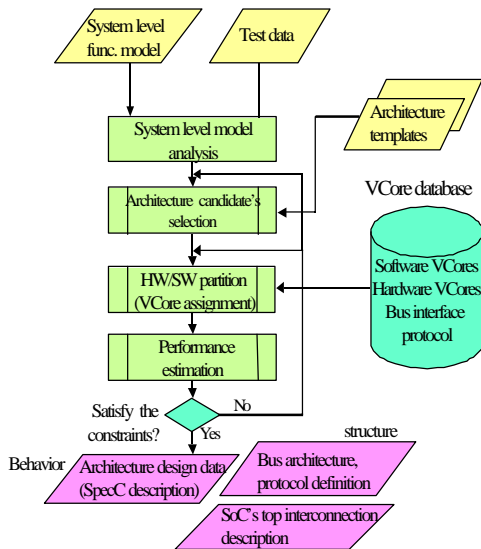 System level
func. model
Test data
System level model
analysis
Architecture
templates
Architecture candidate's
selection
VCore database
HW/SW partition
(VCore assignment)
Software VCores
Hardware VCores
Bus interface
protocol
Performance
estimation
Satisfy the
constraints?
No
Yes
structure
Behavior
Architecture design data
(SpecC description)
Bus architecture,
protocol definition
SoC's top interconnection
description